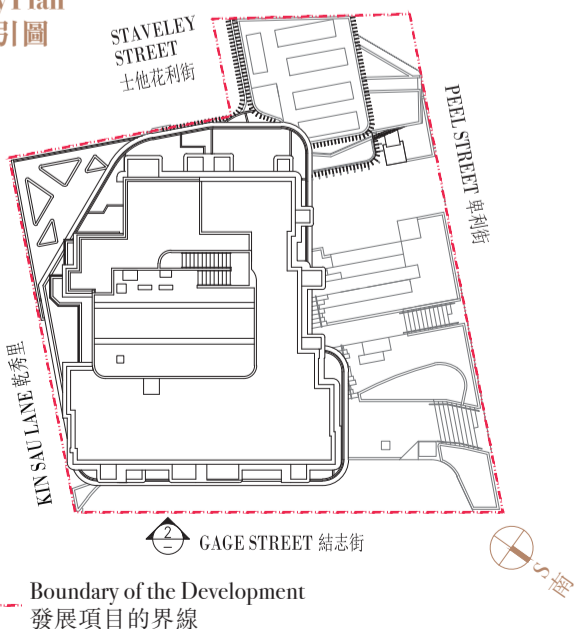 Plan
引圖
STAVELEY
STREET
士他花利街
PEEL STREET 卑利街
KIN SAU LANE 乾秀里
2
GAGE STREET 結志街
S 南
Boundary of the Development
發展項目的界線